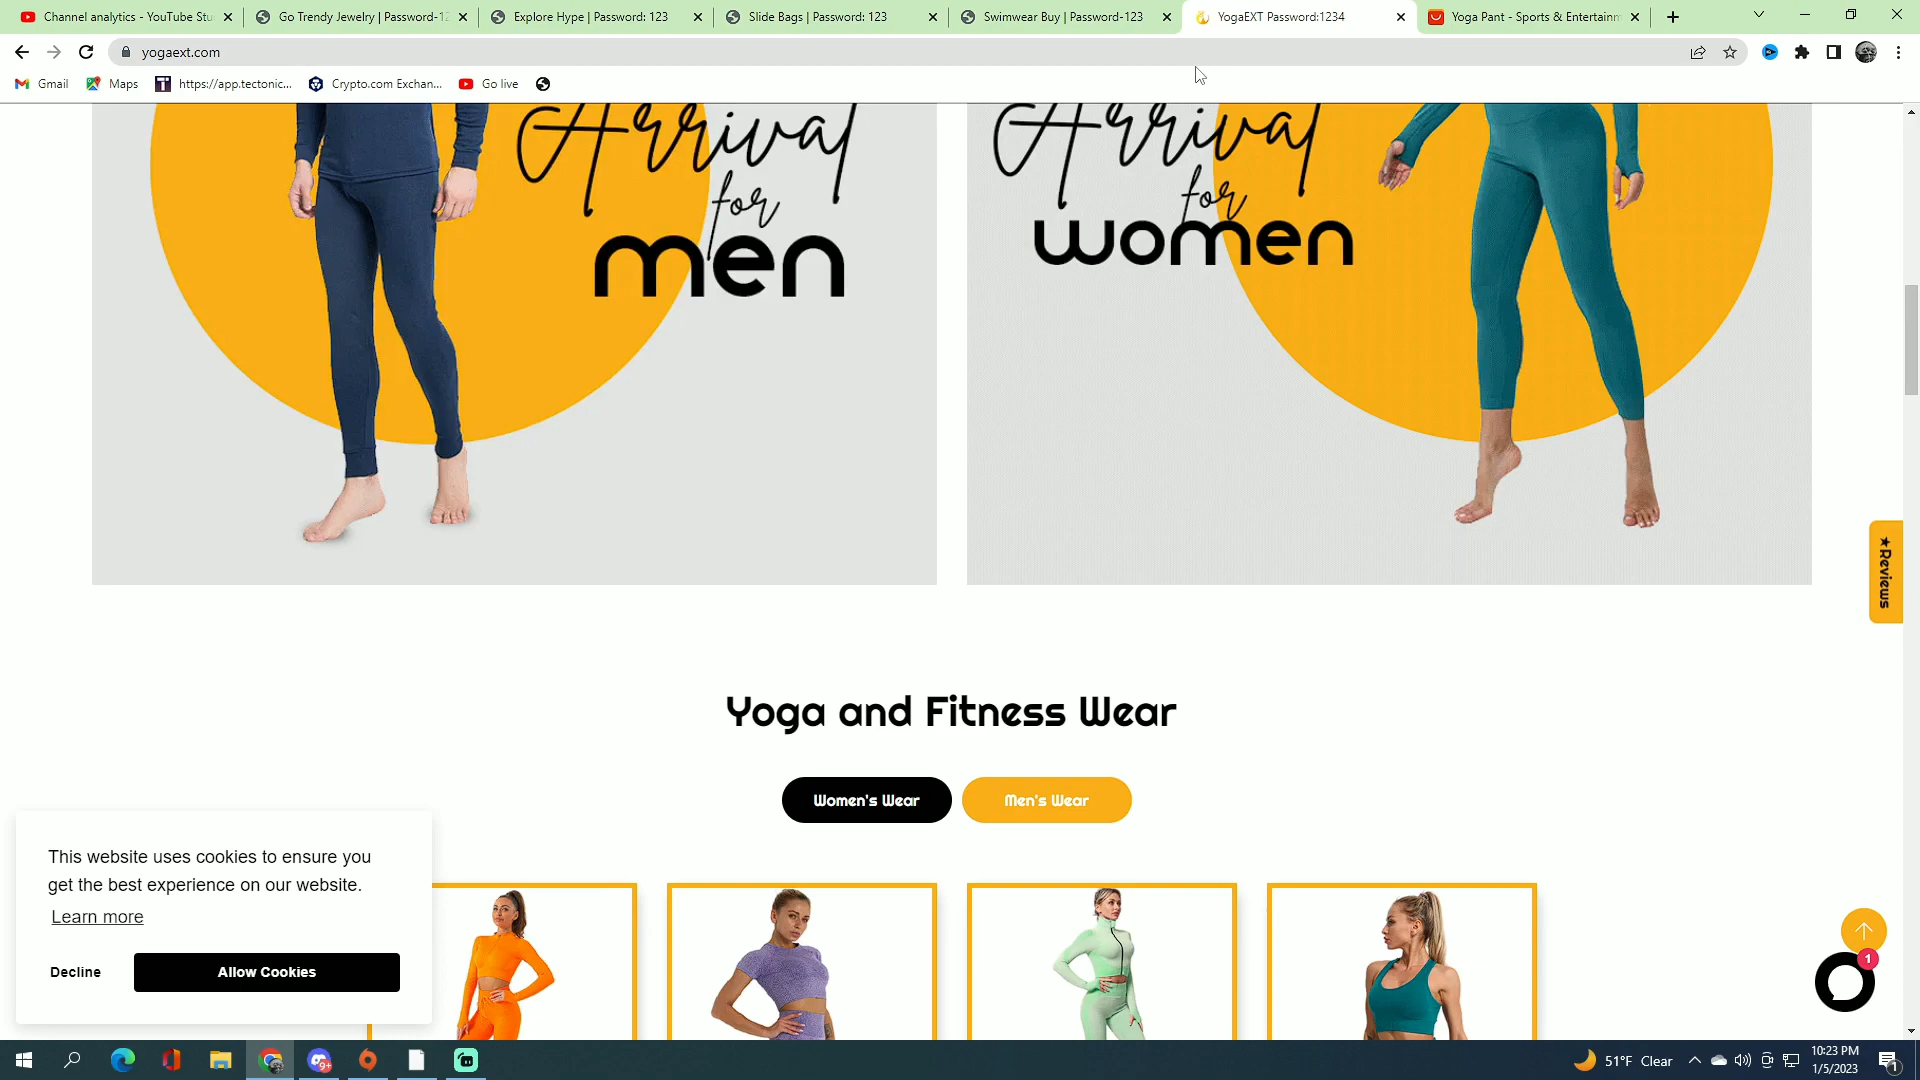 Channel analytics - YouTube Stu
Go Trendy Jewelry | Password-12
Explore Hype | Password: 123
Slide Bags | Password: 123
Swimwear Buy | Password-123
YogaEXT Password:1234
Yoga Pant - Sports & Entertainm
yogaext.com
Gmail
Maps
https://app.tectonic...
Crypto.com Exchan...
Go live
Arrival
for
men
Arrival
for
women
★Reviews
Yoga and Fitness Wear
Women's Wear
Men's Wear
This website uses cookies to ensure you
get the best experience on our website.
Learn more
Decline
Allow Cookies
1
9+
51°F Clear
10:23 PM
1/5/2023
1